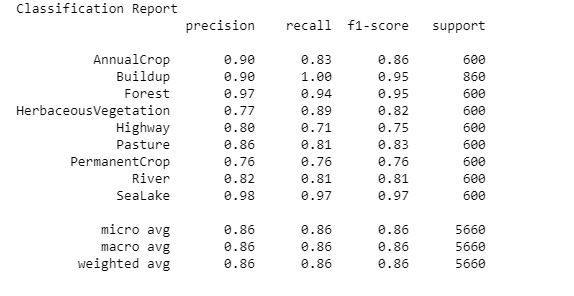 Classification Report
precision recall f1-score support
AnnualCrop 0.90 0.83 0.86 600
Buildup 0.90 1.00 0.95 860
Forest 0.97 0.94 0.95 600
HerbaceousVegetation 0.77 0.89 0.82 600
Highway 0.80 0.71 0.75 600
Pasture 0.86 0.81 0.83 600
PermanentCrop 0.76 0.76 0.76 600
River 0.82 0.81 0.81 600
SeaLake 0.98 0.97 0.97 600
micro avg 0.86 0.86 0.86 5660
macro avg 0.86 0.86 0.86 5660
weighted avg 0.86 0.86 0.86 5660